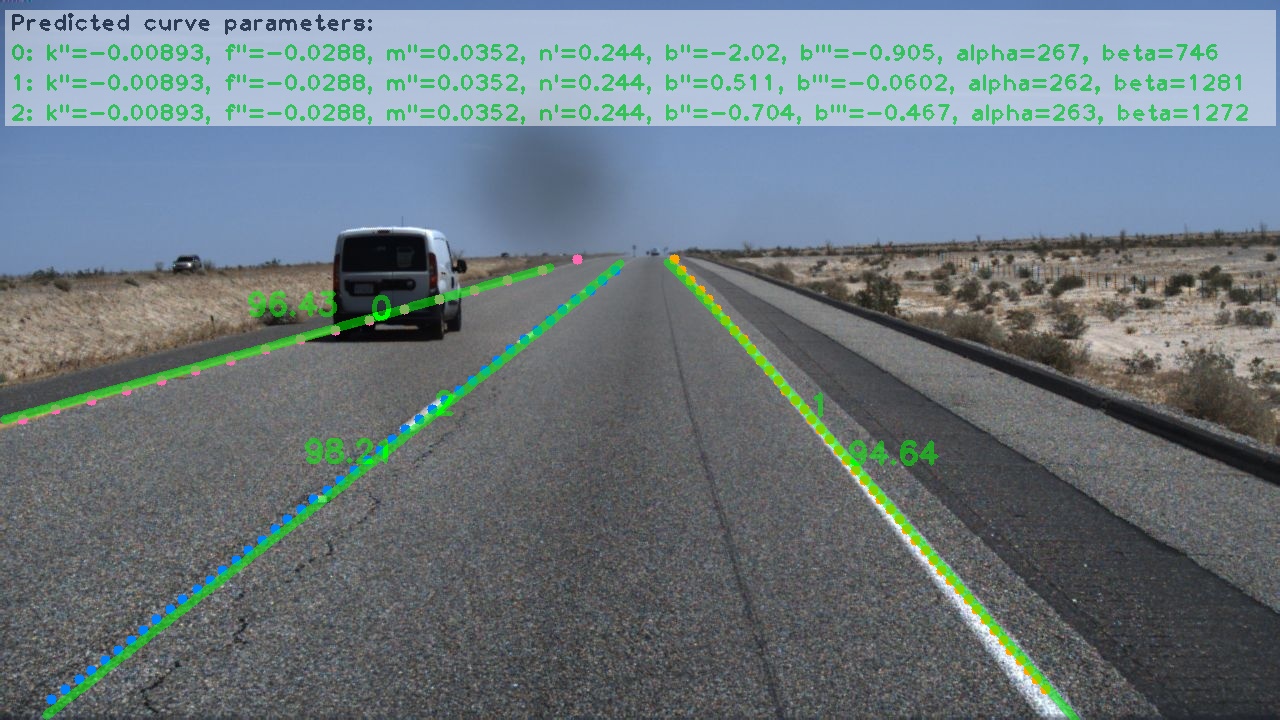 Predicted curve parameters:
0: k''=-0.00893, f''=-0.0288, m''=0.0352, n'=0.244, b''=-2.02, b'''=-0.905, alpha=267, beta=746
1: k''=-0.00893, f''=-0.0288, m''=0.0352, n'=0.244, b''=0.511, b'''=-0.0602, alpha=262, beta=1281
2: k''=-0.00893, f''=-0.0288, m''=0.0352, n'=0.244, b''=-0.704, b'''=-0.467, alpha=263, beta=1272
96.43 0
2 1
98.21 94.64